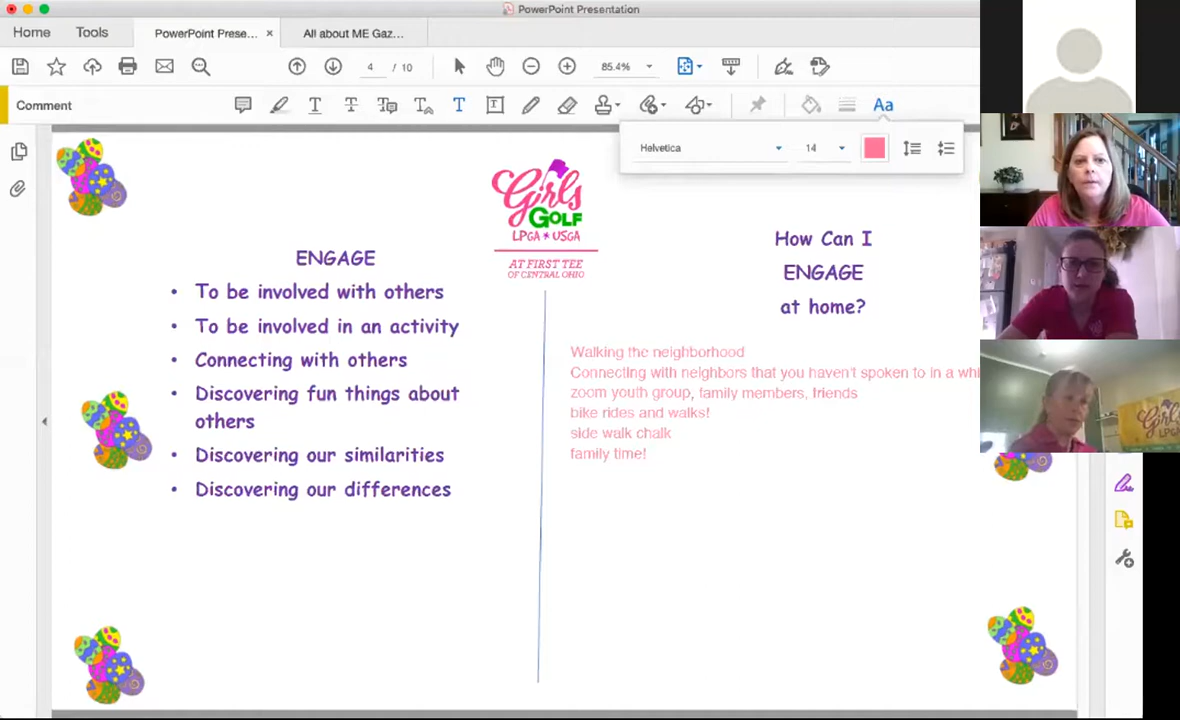 PowerPoint Presentation
Home
Tools
PowerPoint Prese...
All about ME Gaz...
4 / 10
85.4%
Comment
Aa
Helvetica
14
Girls
GOLF
LPGA USGA
AT FIRST TEE
OF CENTRAL OHIO
ENGAGE
• To be involved with others
• To be involved in an activity
• Connecting with others
• Discovering fun things about
others
• Discovering our similarities
• Discovering our differences
How Can I
ENGAGE
at home?
Walking the neighborhood
Connecting with neighbors that you haven't spoken to in a whi
zoom youth group, family members, friends
bike rides and walks!
side walk chalk
family time!
Girls
LPGA